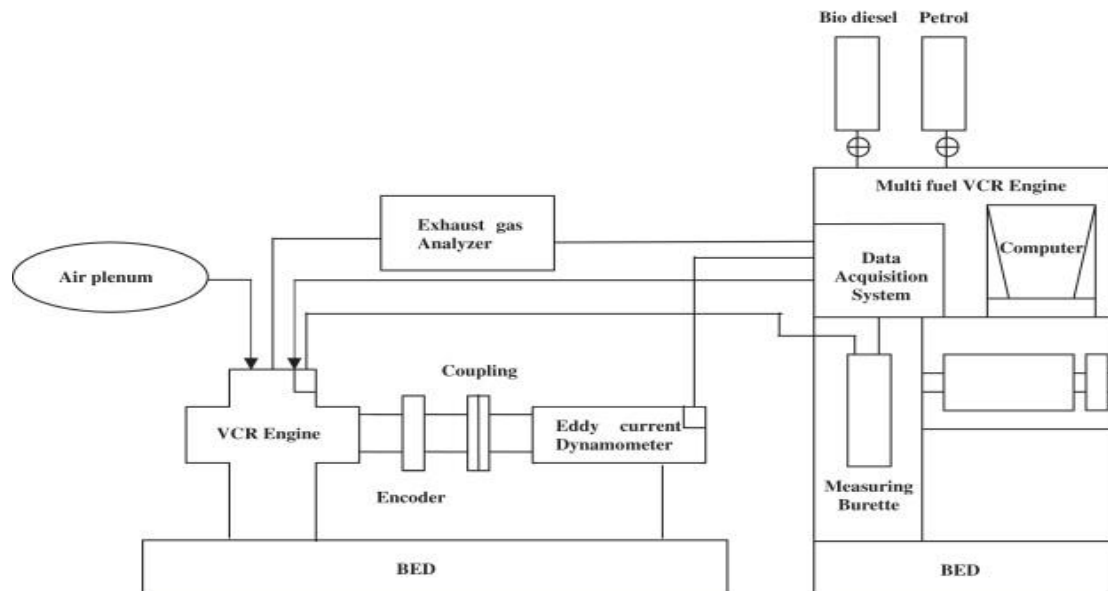 Bio diesel
Petrol
Multi fuel VCR Engine
Exhaust gas
Analyzer
Computer
Air plenum
Data
Acquisition
System
Coupling
VCR Engine
Eddy current
Dynamometer
Encoder
Measuring
Burette
BED
BED